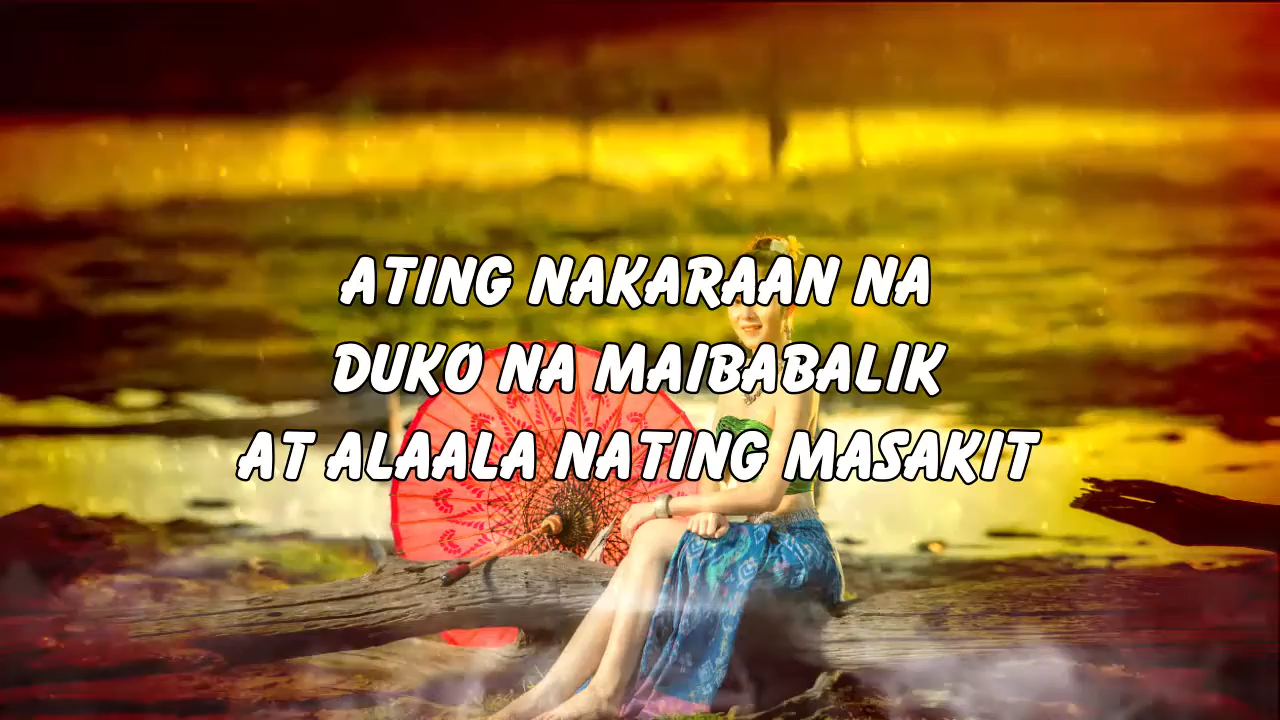 ATING NAKARAAN NA
DUKO NA MAIBABALIK
AT ALAALA NATING MASAKIT